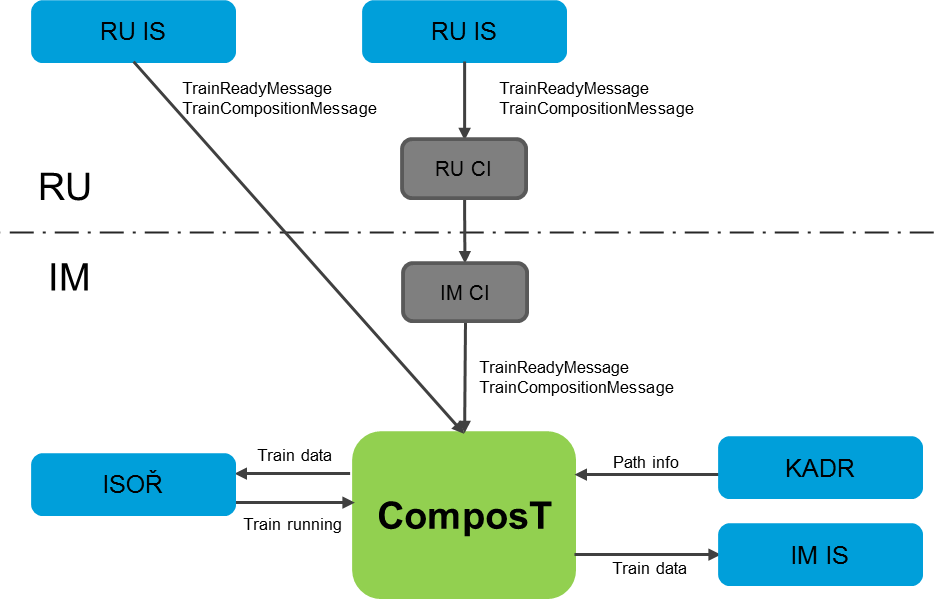 RU IS
RU IS
TrainReadyMessage
TrainCompositionMessage
TrainReadyMessage
TrainCompositionMessage
RU CI
RU
IM
IM CI
TrainReadyMessage
TrainCompositionMessage
Train data
Path info
KADR
ISOŘ
ComposT
Train running
IM IS
Train data